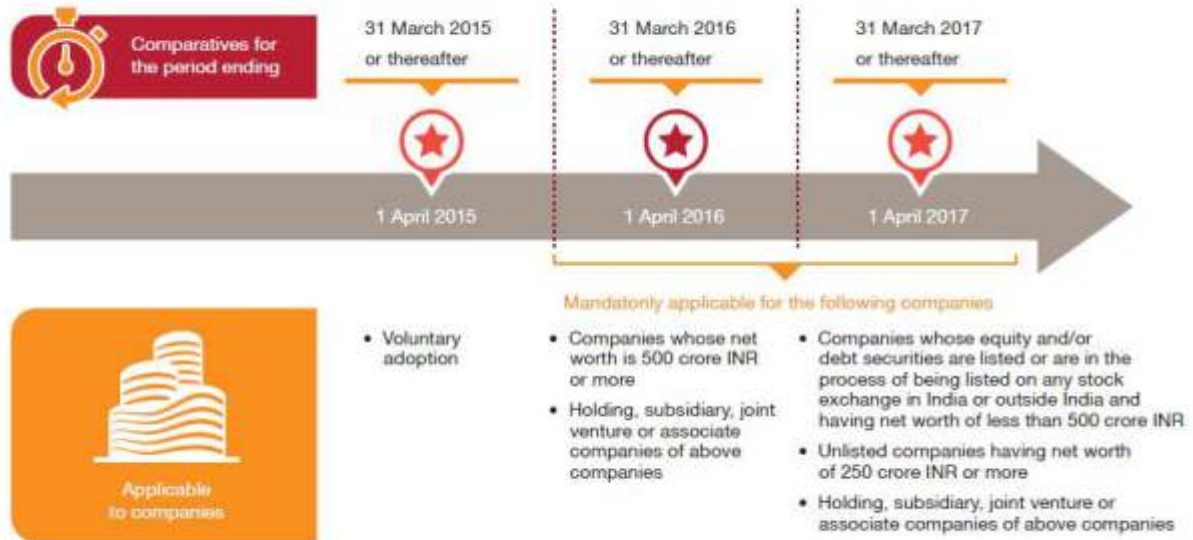 Comparatives for
the period ending
31 March 2015
or thereafter
31 March 2016
or thereafter
31 March 2017
or thereafter
1 April 2015
1 April 2016
1 April 2017
Mandatorily applicable for the following companies
Applicable
to companies
• Voluntary
adoption
• Companies whose net
worth is 500 crore INR
or more
• Holding, subsidiary, joint
venture or associate
companies of above
companies
• Companies whose equity and/or
debt securities are listed or are in the
process of being listed on any stock
exchange in India or outside India and
having net worth of less than 500 crore INR
• Unlisted companies having net worth
of 250 crore INR or more
• Holding, subsidiary, joint venture or
associate companies of above companies